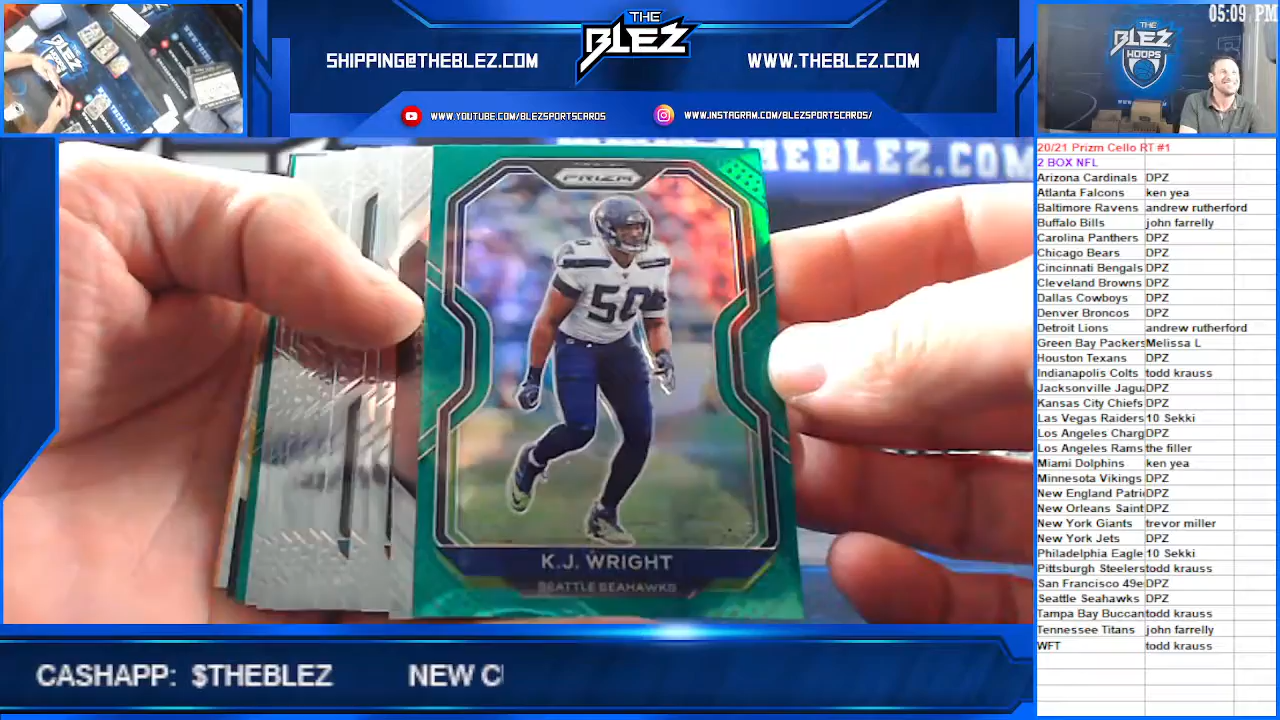 THE
BLEZ
SHIPPING@THEBLEZ.COM
WWW.THEBLEZ.COM
WWW.YOUTUBE.COM/BLEZSPORTSCARDS
WWW.INSTAGRAM.COM/BLEZSPORTSCARDS/
05:09 PM
THE
BLEZ
HOOPS
THEBLEZ.COM
PRIZM
50
50
K.J. WRIGHT
SEATTLE SEAHAWKS
20/21 Prizm Cello RT #1
2 BOX NFL
Arizona Cardinals DPZ
Atlanta Falcons ken yea
Baltimore Ravens andrew rutherford
Buffalo Bills john farrelly
Carolina Panthers DPZ
Chicago Bears DPZ
Cincinnati Bengals DPZ
Cleveland Browns DPZ
Dallas Cowboys DPZ
Denver Broncos DPZ
Detroit Lions andrew rutherford
Green Bay Packers Melissa L
Houston Texans DPZ
Indianapolis Colts todd krauss
Jacksonville Jagu DPZ
Kansas City Chiefs DPZ
Las Vegas Raiders 10 Sekki
Los Angeles Charg DPZ
Los Angeles Rams the filler
Miami Dolphins ken yea
Minnesota Vikings DPZ
New England Patri DPZ
New Orleans Saint DPZ
New York Giants trevor miller
New York Jets DPZ
Philadelphia Eagle 10 Sekki
Pittsburgh Steelers todd krauss
San Francisco 49e DPZ
Seattle Seahawks DPZ
Tampa Bay Buccan todd krauss
Tennessee Titans john farrelly
WFT todd krauss
CASHAPP: $THEBLEZ NEW C